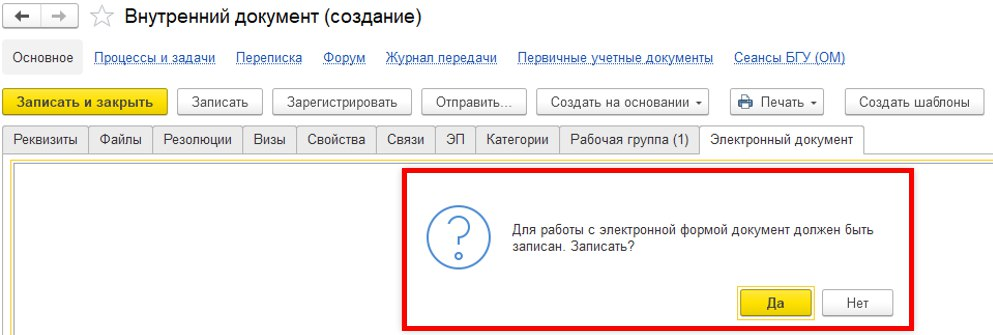 Внутренний документ (создание)
Основное Процессы и задачи Переписка Форум Журнал передачи Первичные учетные документы Сеансы БГУ (ОМ)
Записать и закрыть Записать Зарегистрировать Отправить... Создать на основании Печать Создать шаблоны
Реквизиты Файлы Резолюции Визы Свойства Связи ЭП Категории Рабочая группа (1) Электронный документ
Для работы с электронной формой документ должен быть
записан. Записать?
Да Нет